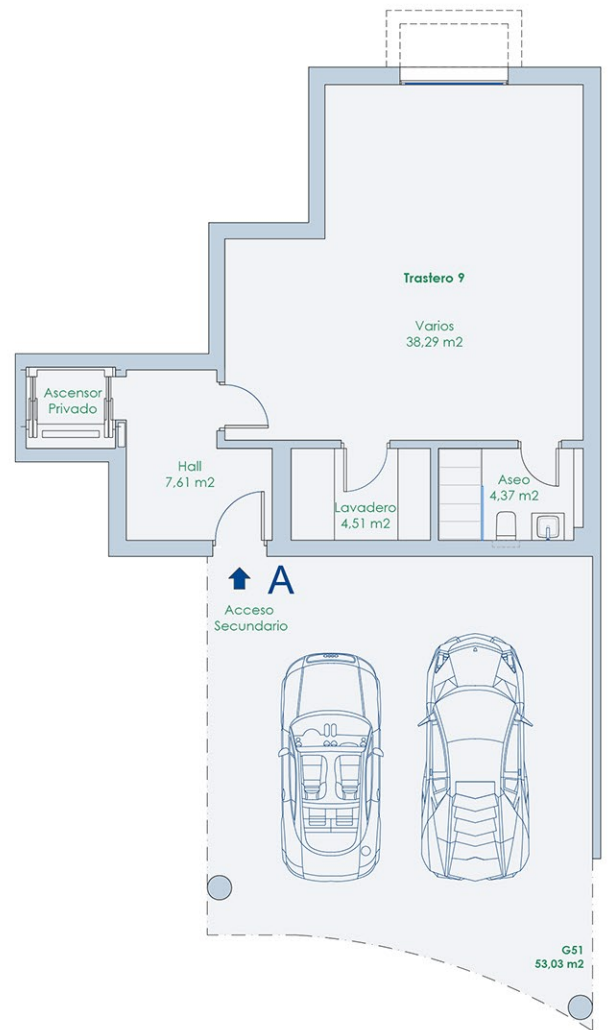 Trastero 9
Varios
38,29 m2
Ascensor
Privado
Hall
7,61 m2
Lavadero
4,51 m2
Aseo
4,37 m2
A
Acceso
Secundario
G51
53,03 m2